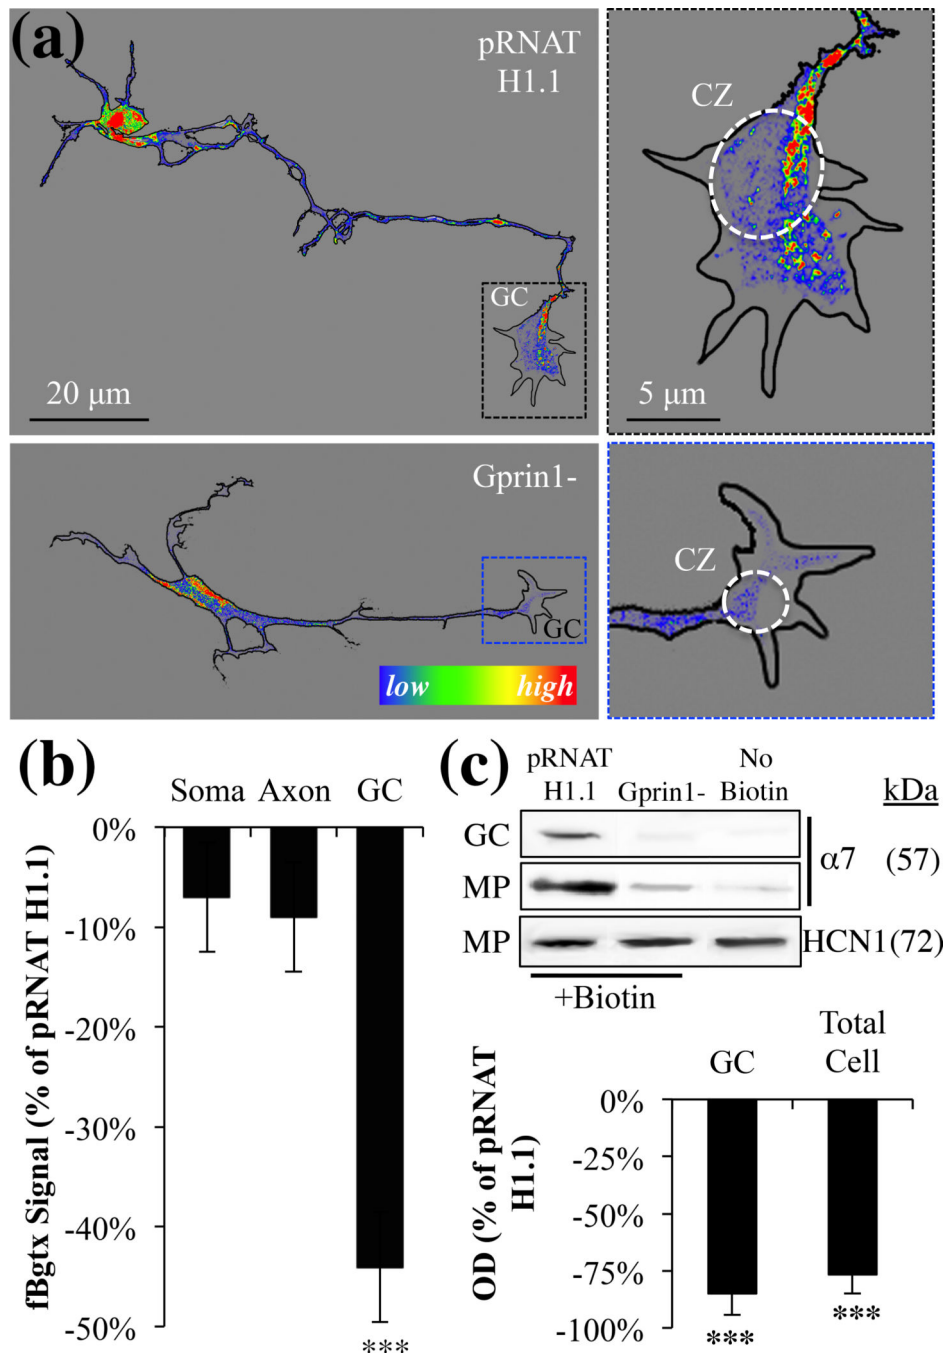 (a)
pRNAT
H1.1
GC
20 μm
CZ
5 μm
Gprin1-
GC
low high
CZ
(b)
Soma Axon GC
0%
-10%
-20%
-30%
-40%
-50%
fBgtx Signal (% of pRNAT H1.1)
***
(c)
pRNAT
H1.1
Gprin1-
No
Biotin
kDa
GC
α7 (57)
MP
MP
HCN1(72)
+Biotin
GC
Total
Cell
0%
-25%
-50%
-75%
-100%
OD (% of pRNAT
H1.1)
*** ***